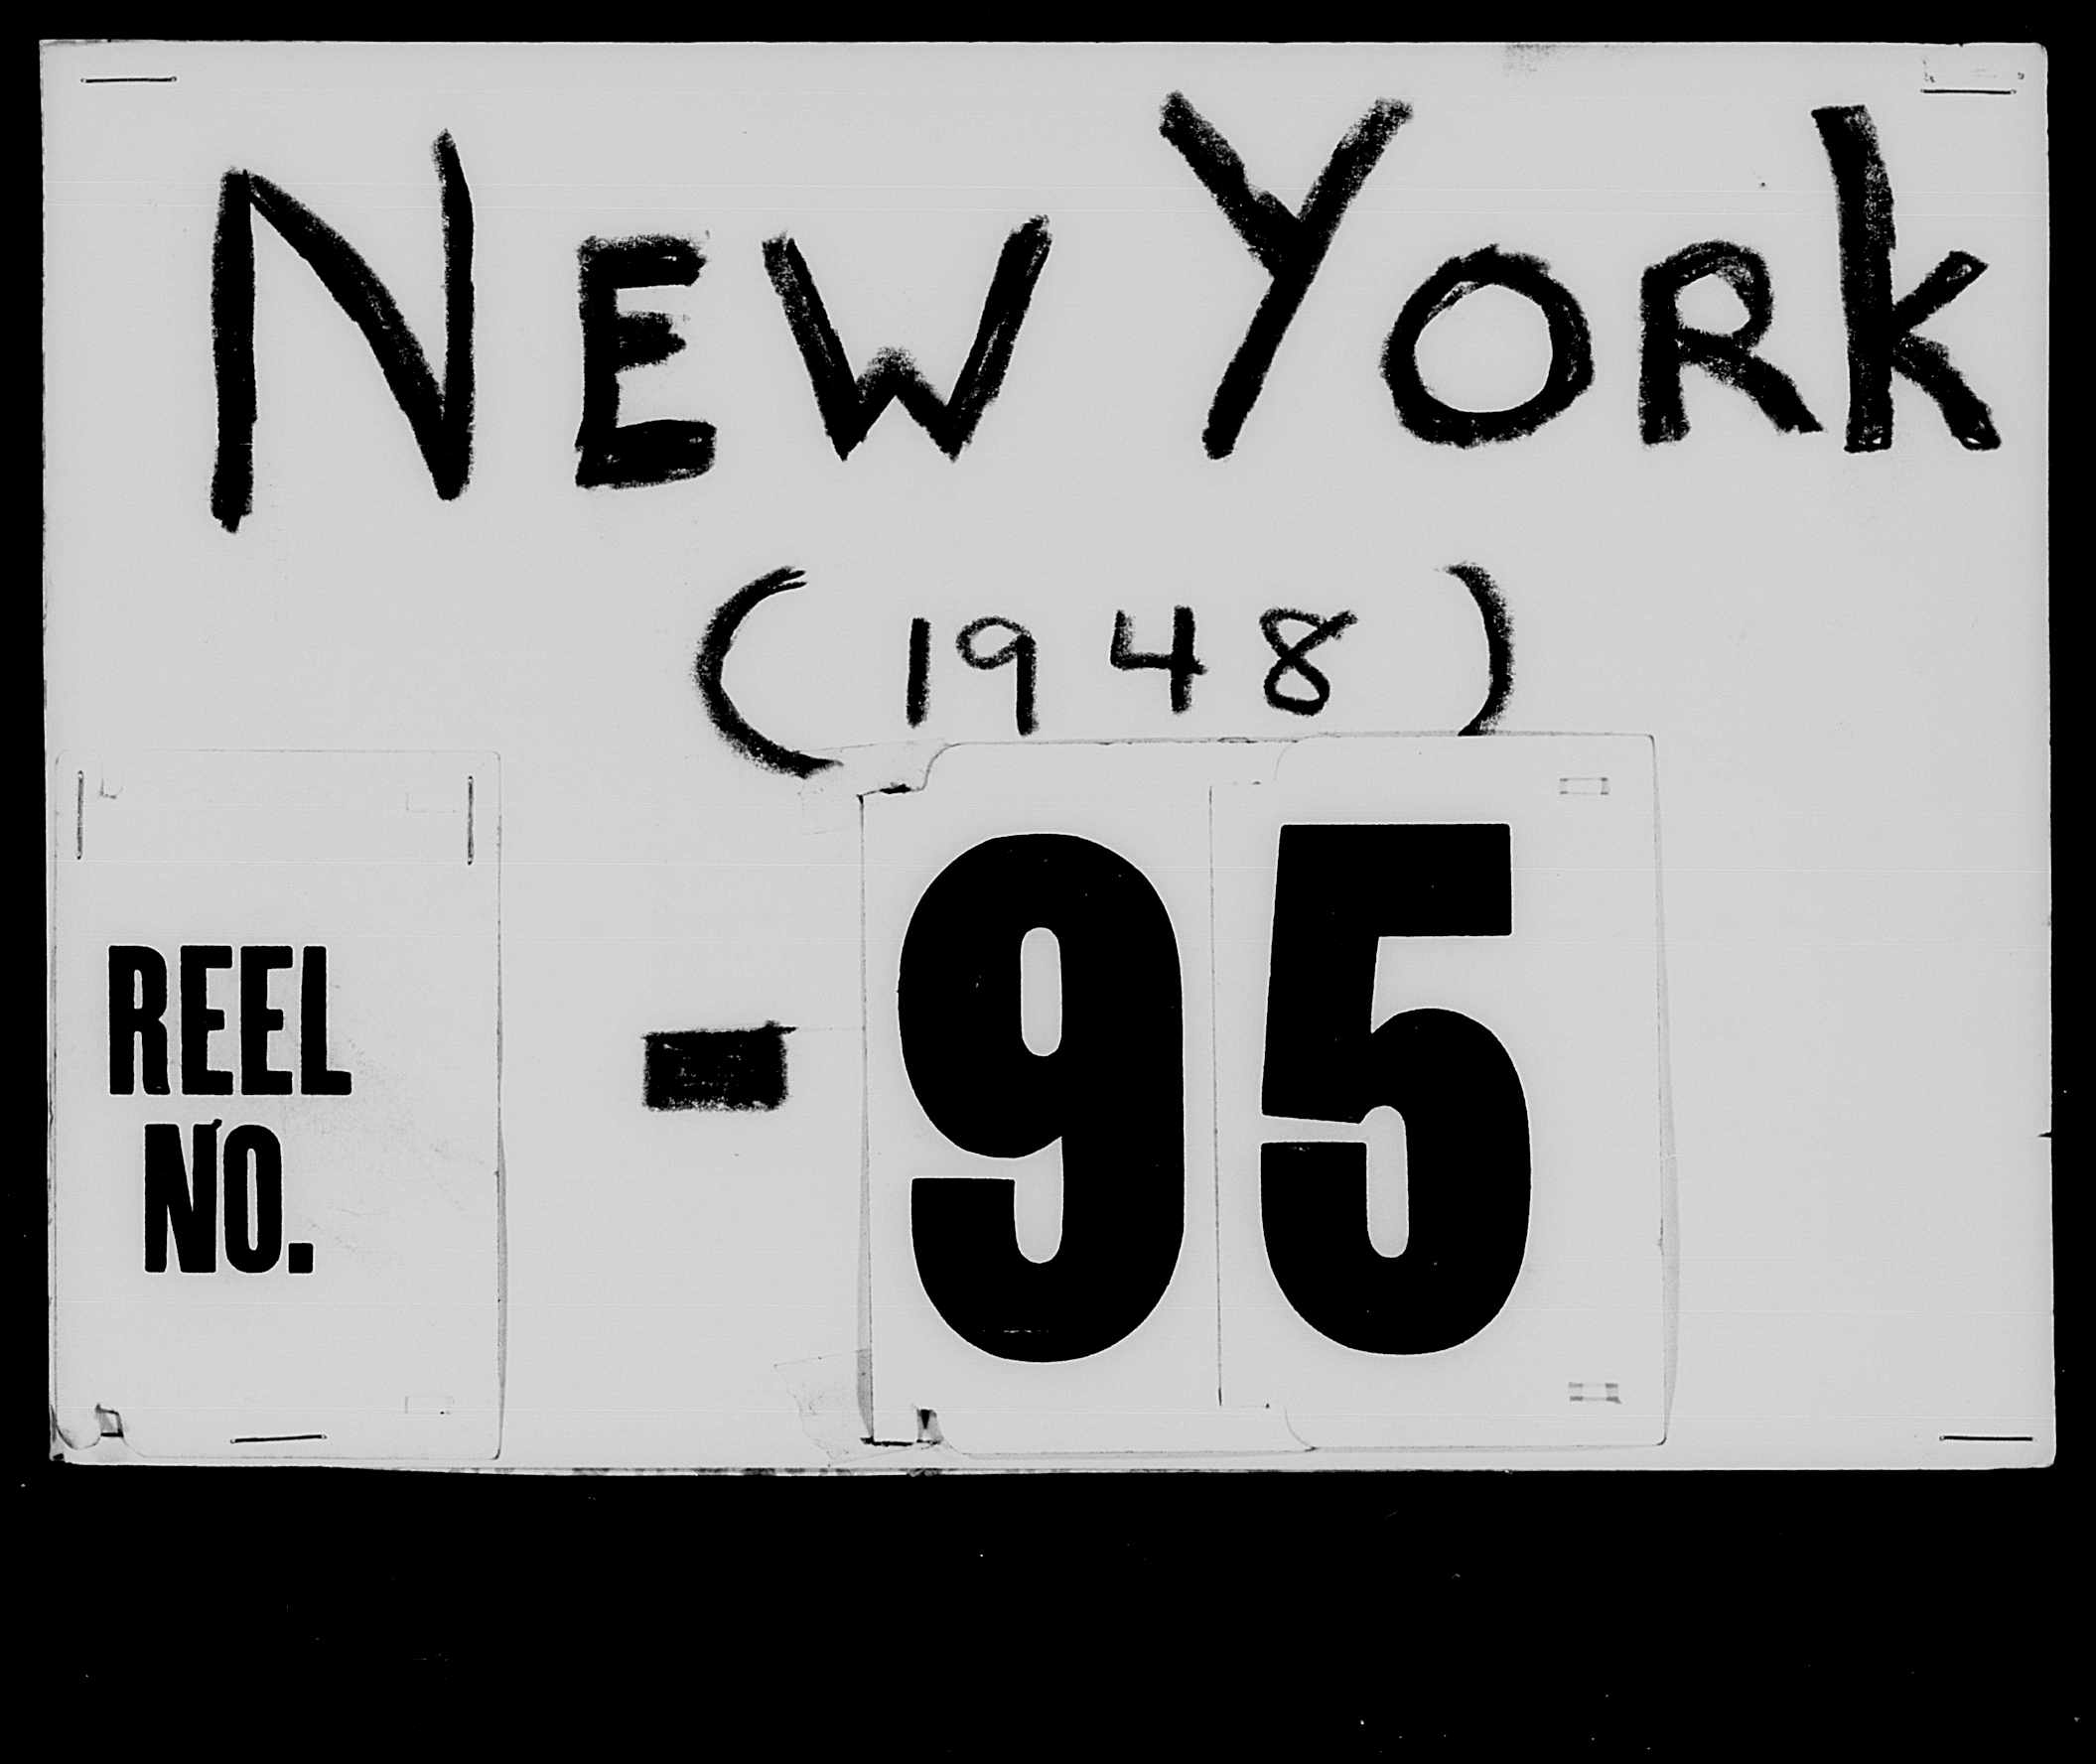 NEW YORK
(1948)
REEL
NO.
- 95